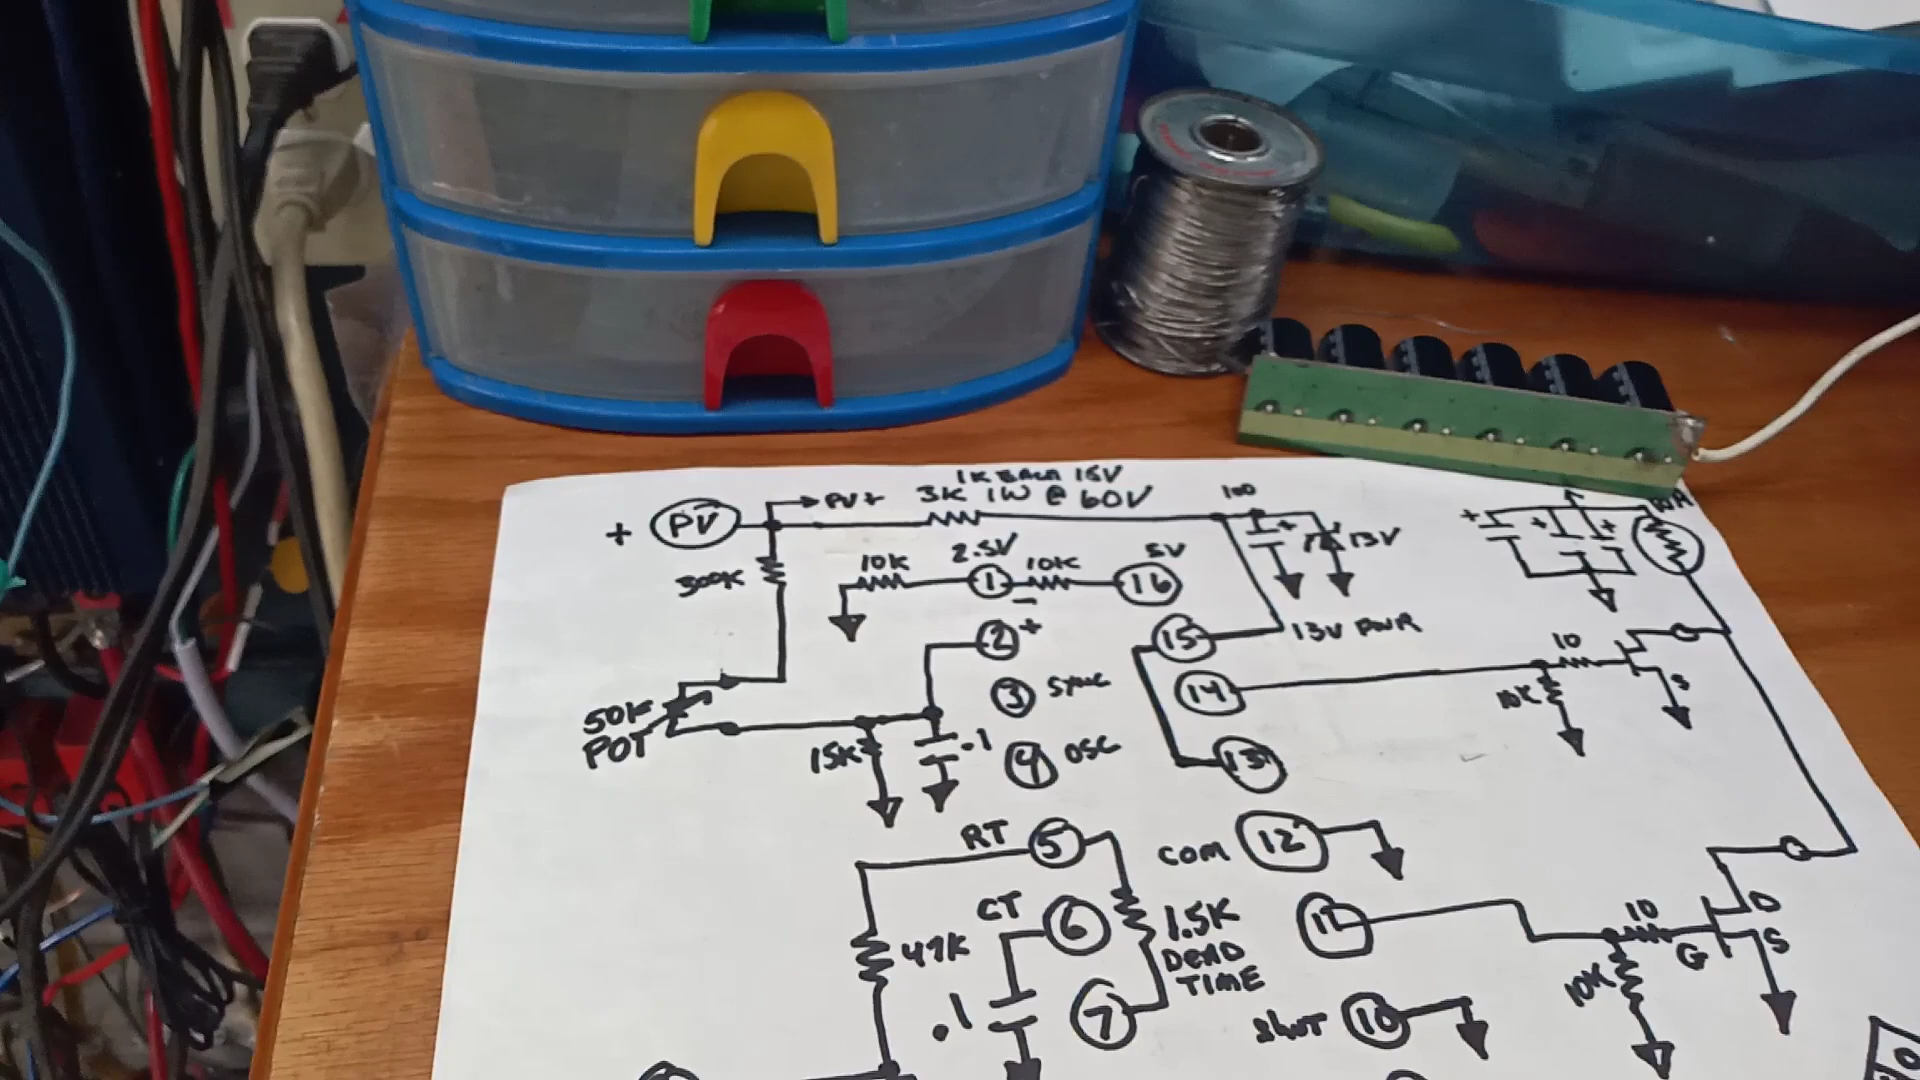 1K EACH 15V
+ PV PV+ 3K 1W @ 60V 100
10A
+ + +
300K 10K 2.5V 10K 5V + 13V
1 16
-
2 + 15 13V PWR
10
3 SYNC 14 10K S
50K
POT
15K .1 4 OSC 13
RT 5 COM 12
CT 6 1.5K 11 10 D
47K DEAD G S
TIME 10K
.1 7 SHUT 10